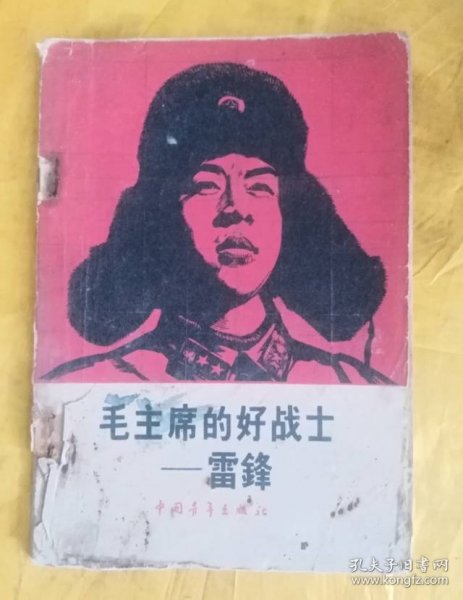 毛主席的好战士
——雷鋒
中国青年出版社
孔夫子旧书网
www.kongfz.com